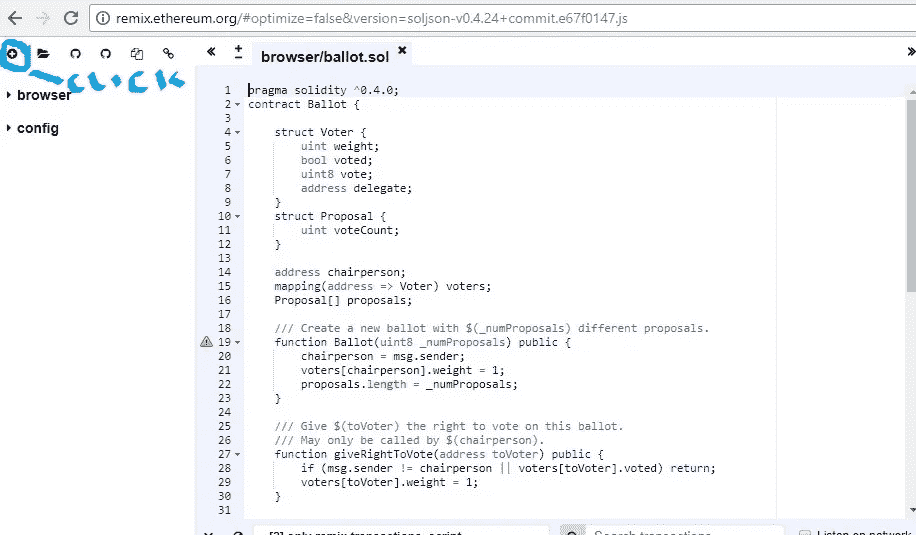 remix.ethereum.org/#optimize=false&version=soljson-v0.4.24+commit.e67f0147.js
CLICK
browser
config
browser/ballot.sol
1 pragma solidity ^0.4.0;
2 contract Ballot {
3
4 struct Voter {
5 uint weight;
6 bool voted;
7 uint8 vote;
8 address delegate;
9 }
10 struct Proposal {
11 uint voteCount;
12 }
13
14 address chairperson;
15 mapping(address => Voter) voters;
16 Proposal[] proposals;
17
18 /// Create a new ballot with $(_numProposals) different proposals.
19 function Ballot(uint8 _numProposals) public {
20 chairperson = msg.sender;
21 voters[chairperson].weight = 1;
22 proposals.length = _numProposals;
23 }
24
25 /// Give $(toVoter) the right to vote on this ballot.
26 /// May only be called by $(chairperson).
27 function giveRightToVote(address toVoter) public {
28 if (msg.sender != chairperson || voters[toVoter].voted) return;
29 voters[toVoter].weight = 1;
30 }
31
[2] only remix transactions, script
Search transactions
Listen on network